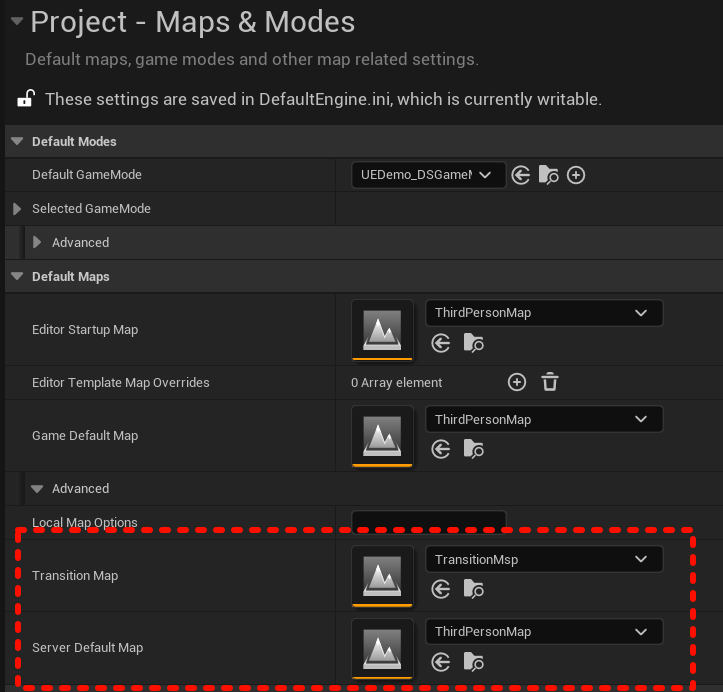 Project - Maps & Modes
Default maps, game modes and other map related settings.
These settings are saved in DefaultEngine.ini, which is currently writable.
Default Modes
Default GameMode UEDemo_DSGameM
Selected GameMode
Advanced
Default Maps
Editor Startup Map ThirdPersonMap
Editor Template Map Overrides 0 Array element
Game Default Map ThirdPersonMap
Advanced
Local Map Options
Transition Map TransitionMsp
Server Default Map ThirdPersonMap